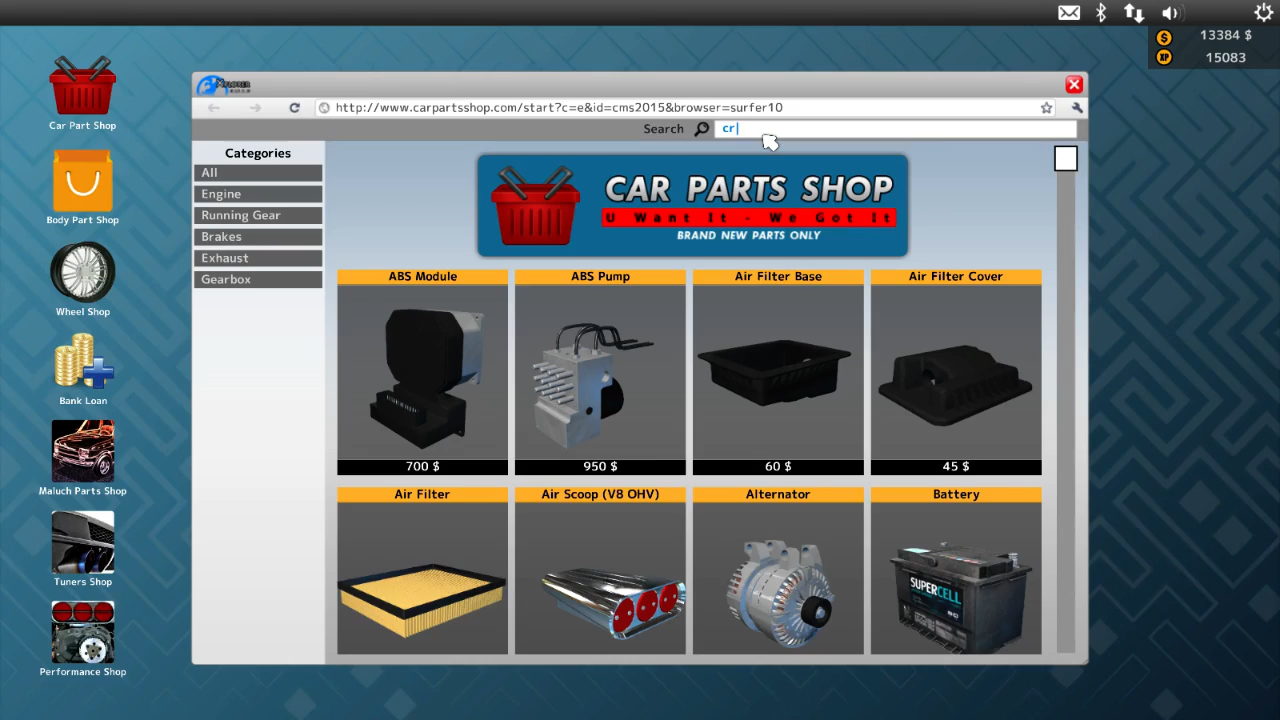 13384 $
15083
Car Part Shop
Body Part Shop
Wheel Shop
Bank Loan
Maluch Parts Shop
Tuners Shop
Performance Shop
http://www.carpartsshop.com/start?c=e&id=cms2015&browser=surfer10
Search cr
Categories
All
Engine
Running Gear
Brakes
Exhaust
Gearbox
CAR PARTS SHOP
U Want It - We Got It
BRAND NEW PARTS ONLY
ABS Module ABS Pump Air Filter Base Air Filter Cover
700 $ 950 $ 60 $ 45 $
Air Filter Air Scoop (V8 OHV) Alternator Battery
SUPERCELL